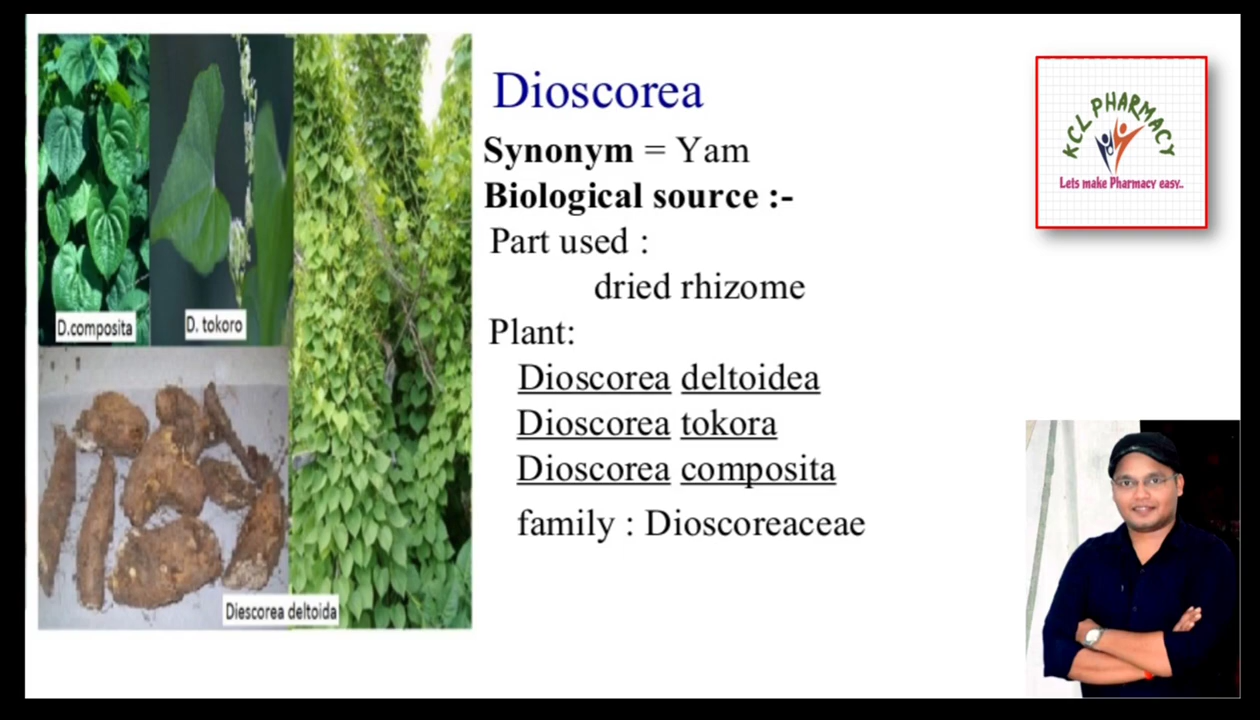 Dioscorea
Synonym = Yam
Biological source :-
Part used :
dried rhizome
Plant:
Dioscorea deltoidea
Dioscorea tokora
Dioscorea composita
family : Dioscoreaceae
D.composita
D. tokoro
Diescorea deltoida
KCL PHARMACY
Lets make Pharmacy easy..